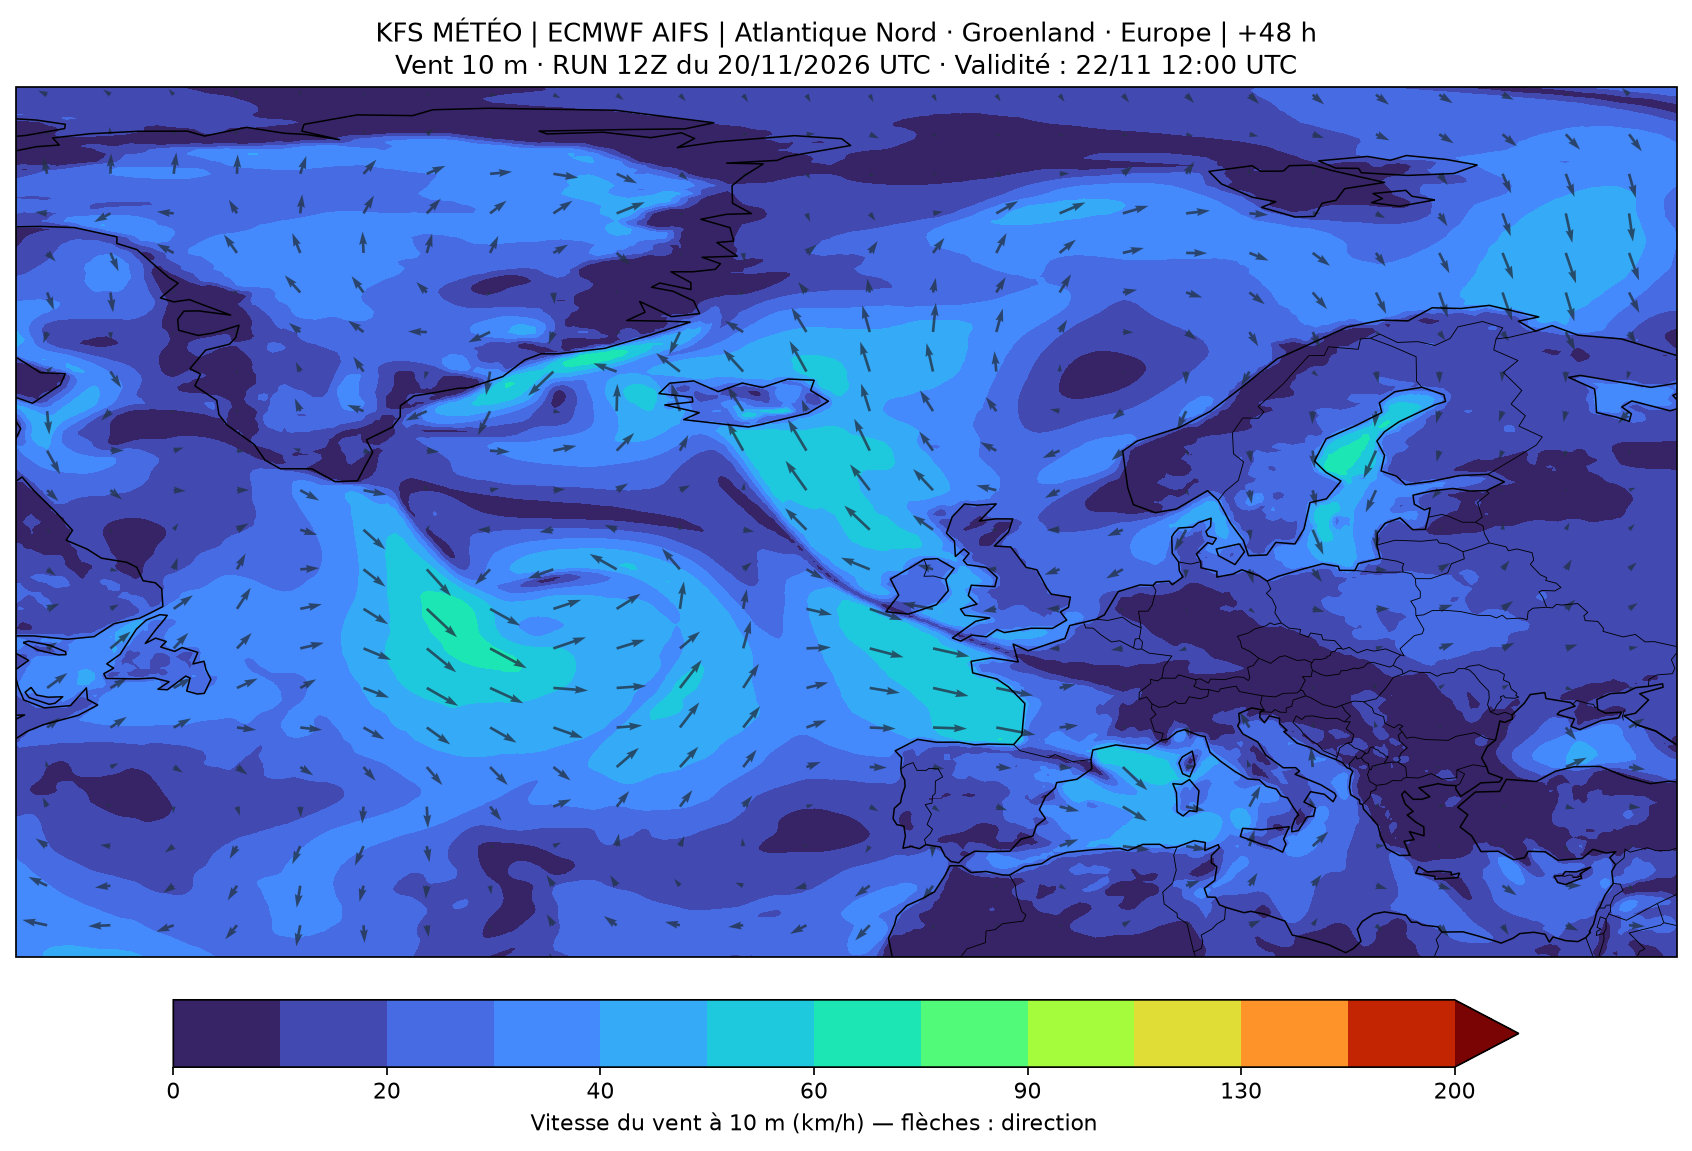 KFS MÉTÉO | ECMWF AIFS | Atlantique Nord · Groenland · Europe | +48 h
Vent 10 m · RUN 12Z du 20/11/2026 UTC · Validité : 22/11 12:00 UTC
0 20 40 60 90 130 200
Vitesse du vent à 10 m (km/h) — flèches : direction